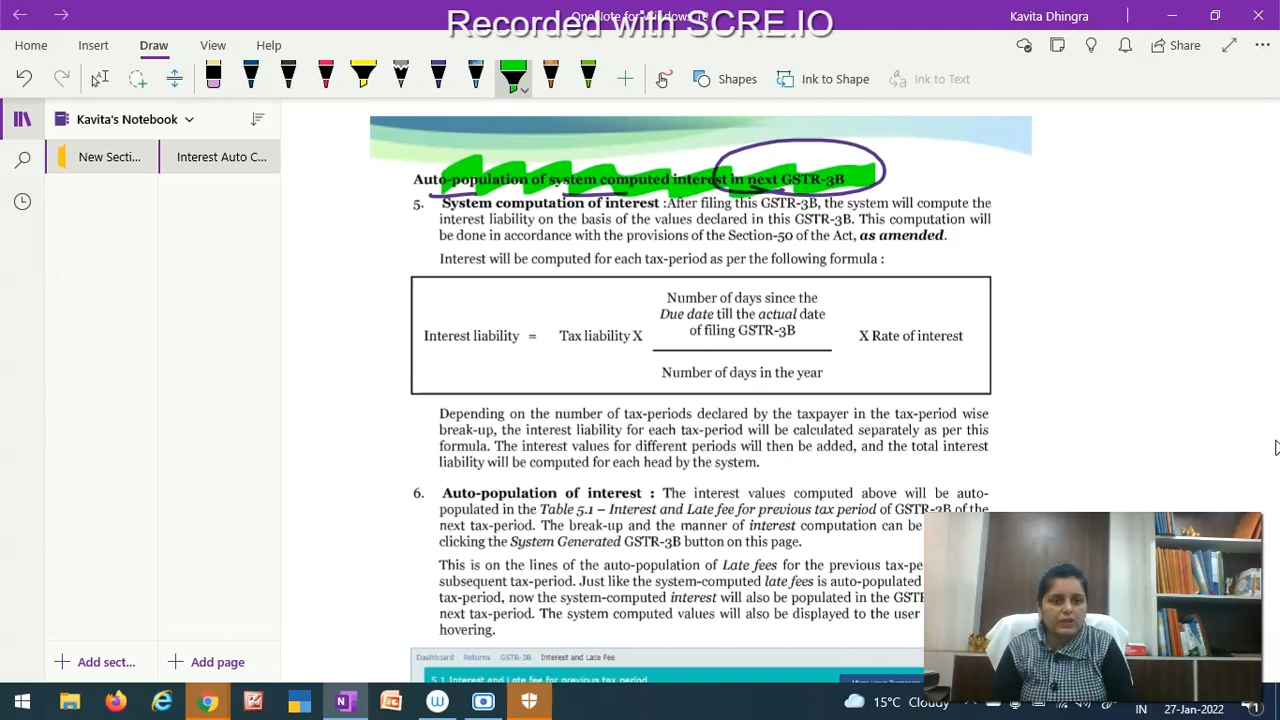 OneNote for Windows 10
Kavita Dhingra
Recorded with SCRE.IO
Home
Insert
Draw
View
Help
Share
Shapes
Ink to Shape
Ink to Text
Kavita's Notebook
New Secti...
Interest Auto C...
Auto-population of system computed interest in next GSTR-3B
5. System computation of interest :After filing this GSTR-3B, the system will compute the
interest liability on the basis of the values declared in this GSTR-3B. This computation will
be done in accordance with the provisions of the Section-50 of the Act, as amended.
Interest will be computed for each tax-period as per the following formula :
Number of days since the
Due date till the actual date
of filing GSTR-3B
Interest liability = Tax liability X
X Rate of interest
Number of days in the year
Depending on the number of tax-periods declared by the taxpayer in the tax-period wise
break-up, the interest liability for each tax-period will be calculated separately as per this
formula. The interest values for different periods will then be added, and the total interest
liability will be computed for each head by the system.
6. Auto-population of interest : The interest values computed above will be auto-
populated in the Table 5.1 – Interest and Late fee for previous tax period of GSTR-3B of the
next tax-period. The break-up and the manner of interest computation can be
clicking the System Generated GSTR-3B button on this page.
This is on the lines of the auto-population of Late fees for the previous tax-pe
subsequent tax-period. Just like the system-computed late fees is auto-populated
tax-period, now the system-computed interest will also be populated in the GST
next tax-period. The system computed values will also be displayed to the user
hovering.
Dashboard Returns GSTR-3B Interest and Late Fee
5.1 Interest and Late fee for previous tax period
Add sect...
Add page
15°C Cloudy
IN
27-Jan-2022
1